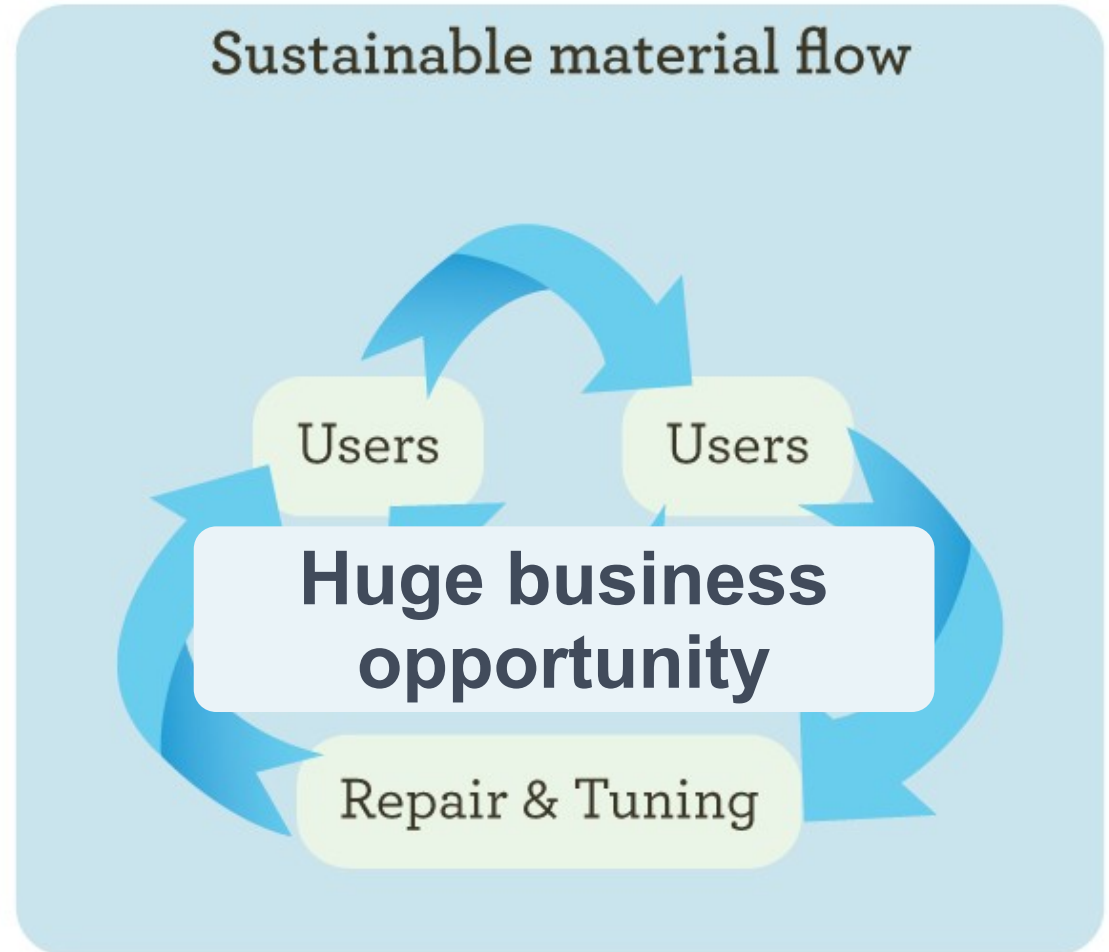 Sustainable material flow
Users
Users
Huge business
opportunity
Repair & Tuning